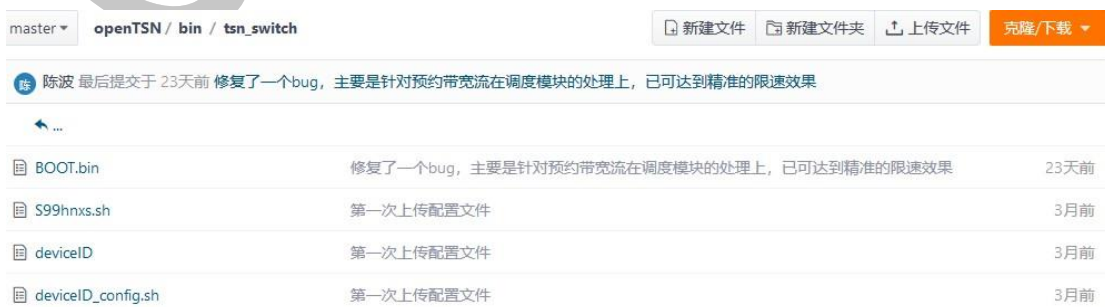 master openTSN / bin / tsn_switch 新建文件 新建文件夹 上传文件 克隆/下载
陈 陈波 最后提交于 23天前 修复了一个bug，主要是针对预约带宽流在调度模块的处理上，已可达到精准的限速效果
...
BOOT.bin 修复了一个bug，主要是针对预约带宽流在调度模块的处理上，已可达到精准的限速效果 23天前
S99hnxs.sh 第一次上传配置文件 3月前
deviceID 第一次上传配置文件 3月前
deviceID_config.sh 第一次上传配置文件 3月前